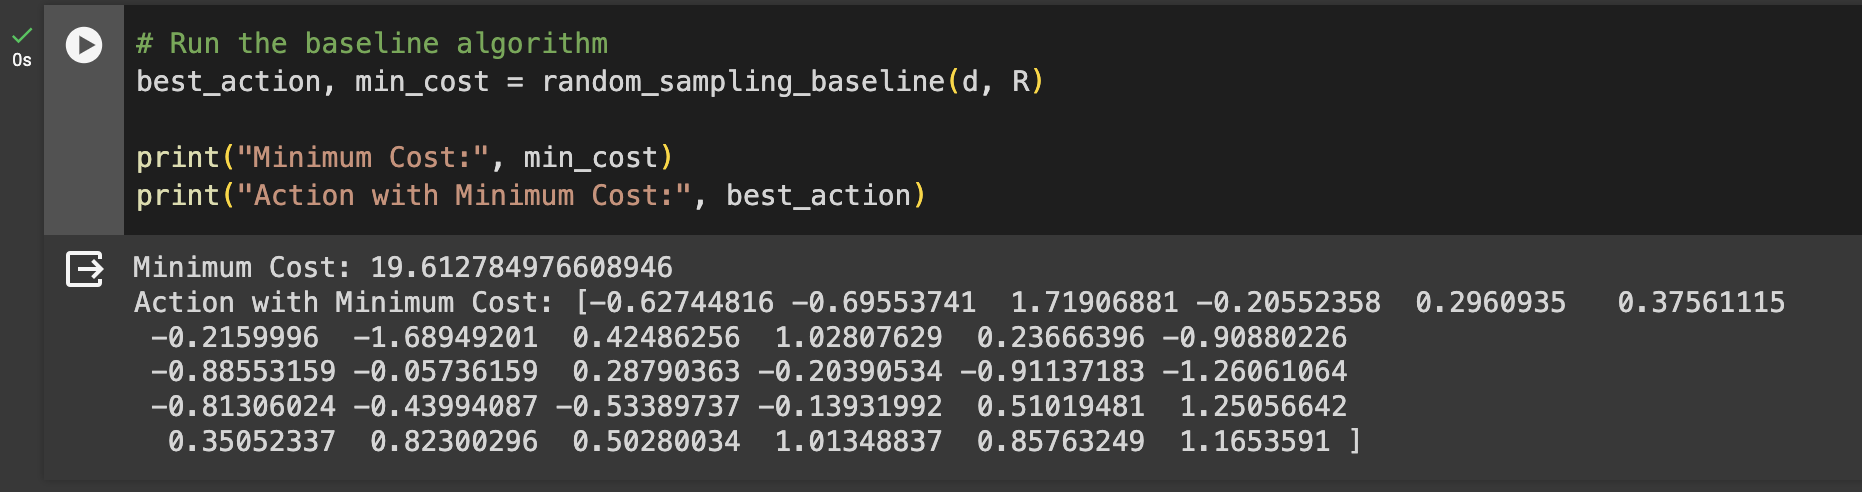 0s
# Run the baseline algorithm
best_action, min_cost = random_sampling_baseline(d, R)
print("Minimum Cost:", min_cost)
print("Action with Minimum Cost:", best_action)
Minimum Cost: 19.612784976608946
Action with Minimum Cost: [-0.62744816 -0.69553741  1.71906881 -0.20552358  0.2960935   0.37561115
 -0.2159996  -1.68949201  0.42486256  1.02807629  0.23666396 -0.90880226
 -0.88553159 -0.05736159  0.28790363 -0.20390534 -0.91137183 -1.26061064
 -0.81306024 -0.43994087 -0.53389737 -0.13931992  0.51019481  1.25056642
  0.35052337  0.82300296  0.50280034  1.01348837  0.85763249  1.1653591 ]